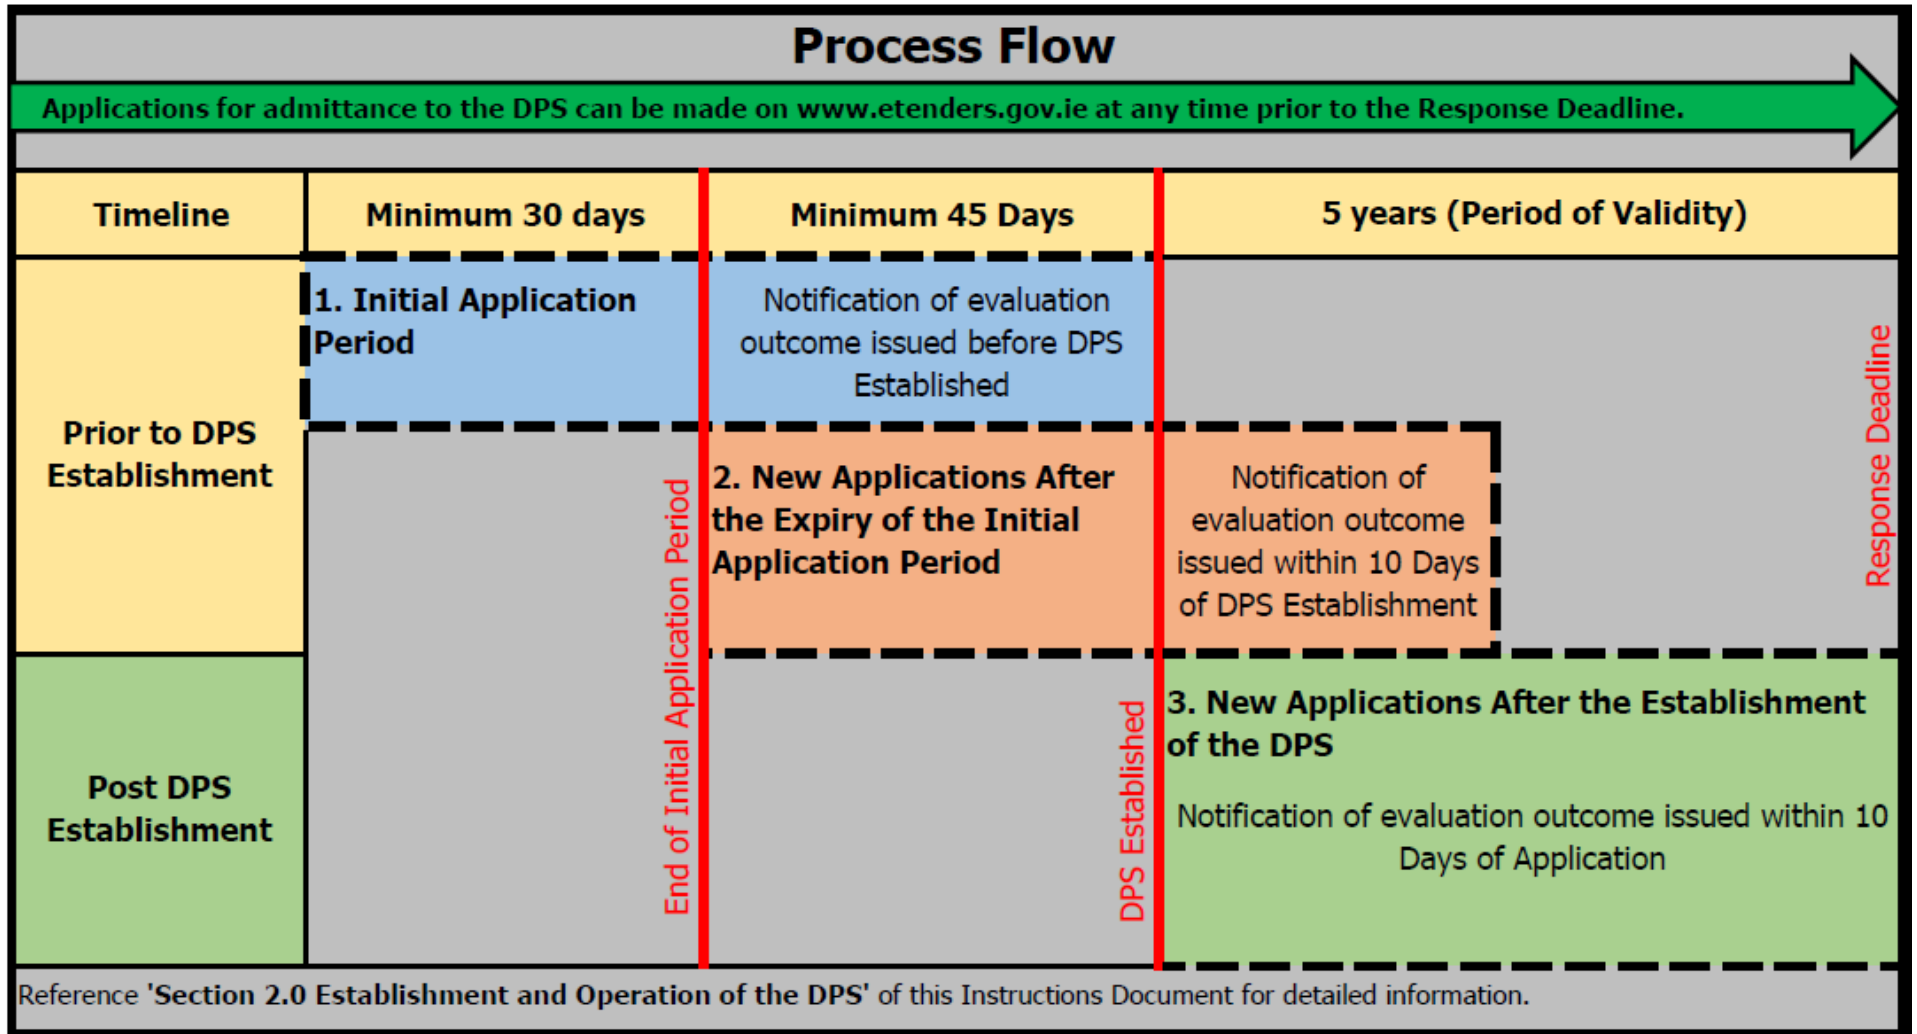 Process Flow
Applications for admittance to the DPS can be made on www.etenders.gov.ie at any time prior to the Response Deadline.
Timeline
Minimum 30 days
Minimum 45 Days
5 years (Period of Validity)
Prior to DPS
Establishment
1. Initial Application
Period
Notification of evaluation
outcome issued before DPS
Established
End of Initial Application Period
2. New Applications After
the Expiry of the Initial
Application Period
Notification of
evaluation outcome
issued within 10 Days
of DPS Establishment
Response Deadline
Post DPS
Establishment
DPS Established
3. New Applications After the Establishment
of the DPS
Notification of evaluation outcome issued within 10
Days of Application
Reference 'Section 2.0 Establishment and Operation of the DPS' of this Instructions Document for detailed information.